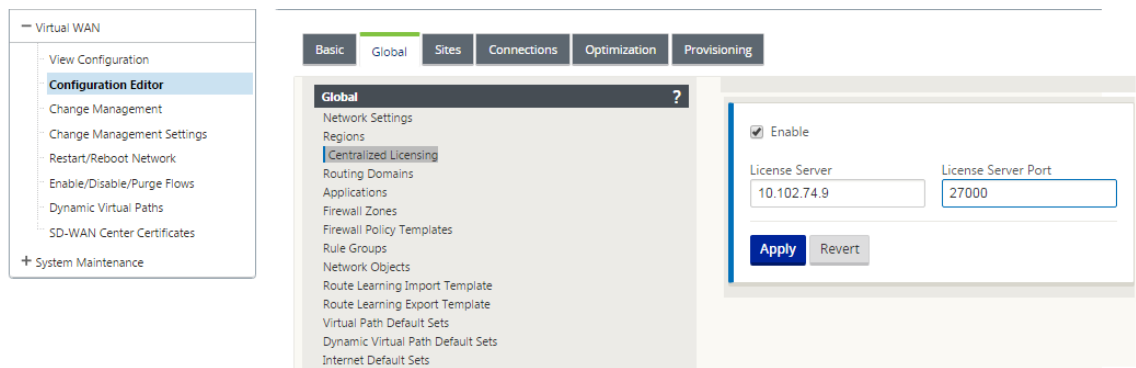 − Virtual WAN
View Configuration
Configuration Editor
Change Management
Change Management Settings
Restart/Reboot Network
Enable/Disable/Purge Flows
Dynamic Virtual Paths
SD-WAN Center Certificates
+ System Maintenance
Basic Global Sites Connections Optimization Provisioning
Global ?
Network Settings
Regions
Centralized Licensing
Routing Domains
Applications
Firewall Zones
Firewall Policy Templates
Rule Groups
Network Objects
Route Learning Import Template
Route Learning Export Template
Virtual Path Default Sets
Dynamic Virtual Path Default Sets
Internet Default Sets
Enable
License Server License Server Port
10.102.74.9 27000
Apply Revert